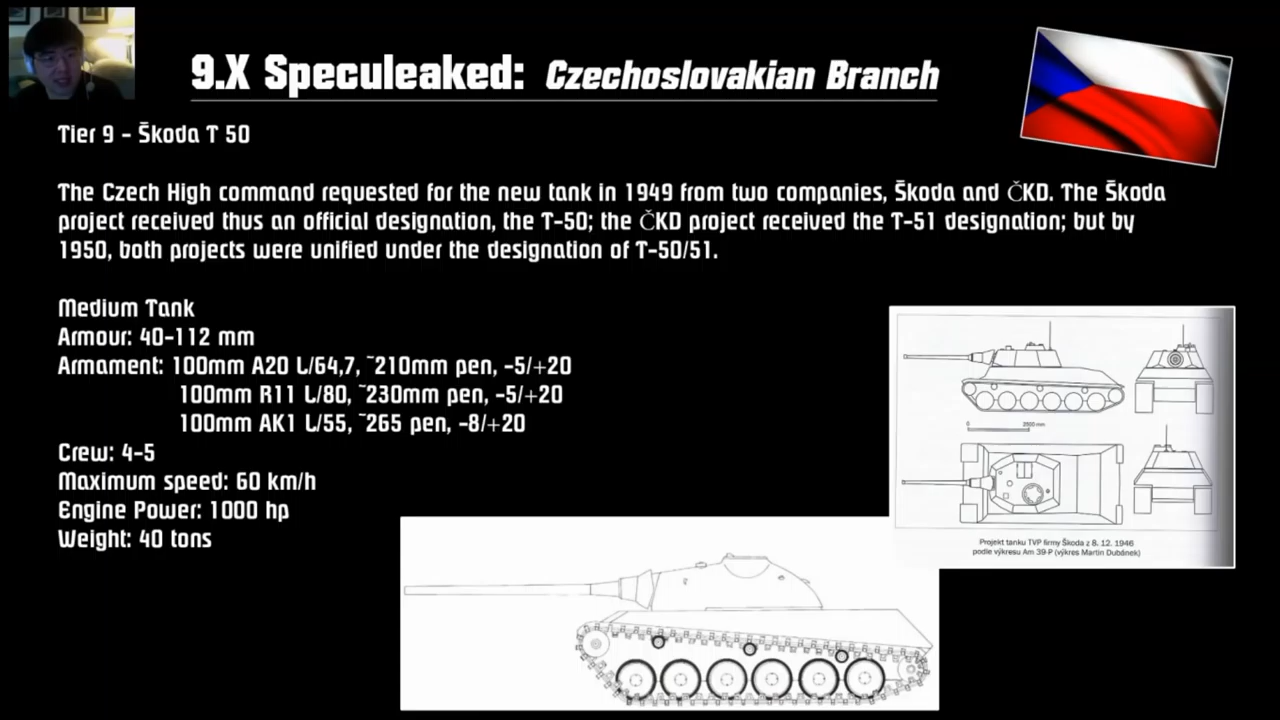 9.X Speculeaked: Czechoslovakian Branch
Tier 9 - Škoda T 50
The Czech High command requested for the new tank in 1949 from two companies, Škoda and ČKD. The Škoda
project received thus an official designation, the T-50; the ČKD project received the T-51 designation; but by
1950, both projects were unified under the designation of T-50/51.
Medium Tank
Armour: 40-112 mm
Armament: 100mm A20 L/64,7, ~210mm pen, -5/+20
100mm R11 L/80, ~230mm pen, -5/+20
100mm AK1 L/55, ~265 pen, -8/+20
Crew: 4-5
Maximum speed: 60 km/h
Engine Power: 1000 hp
Weight: 40 tons
Projekt tanku TVP firmy Škoda z 8. 12. 1946
podle výkresu Am 39-P (výkres Martin Dubánek)